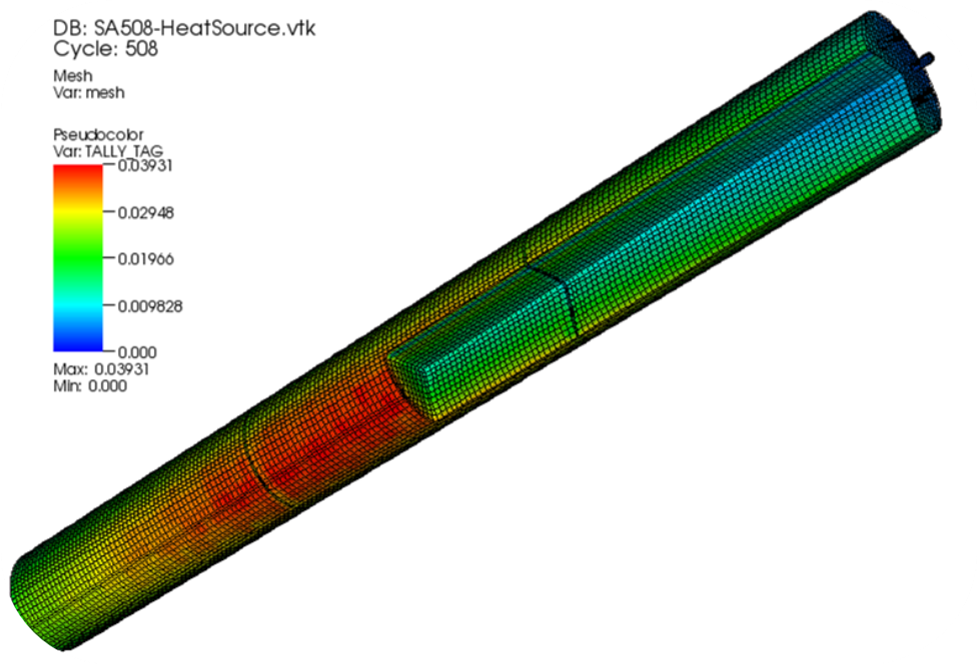 DB: SA508-HeatSource.vtk
Cycle: 508
Mesh
Var: mesh
Pseudocolor
Var: TALLY_TAG
0.03931
0.02948
0.01966
0.009828
0.000
Max: 0.03931
Min: 0.000